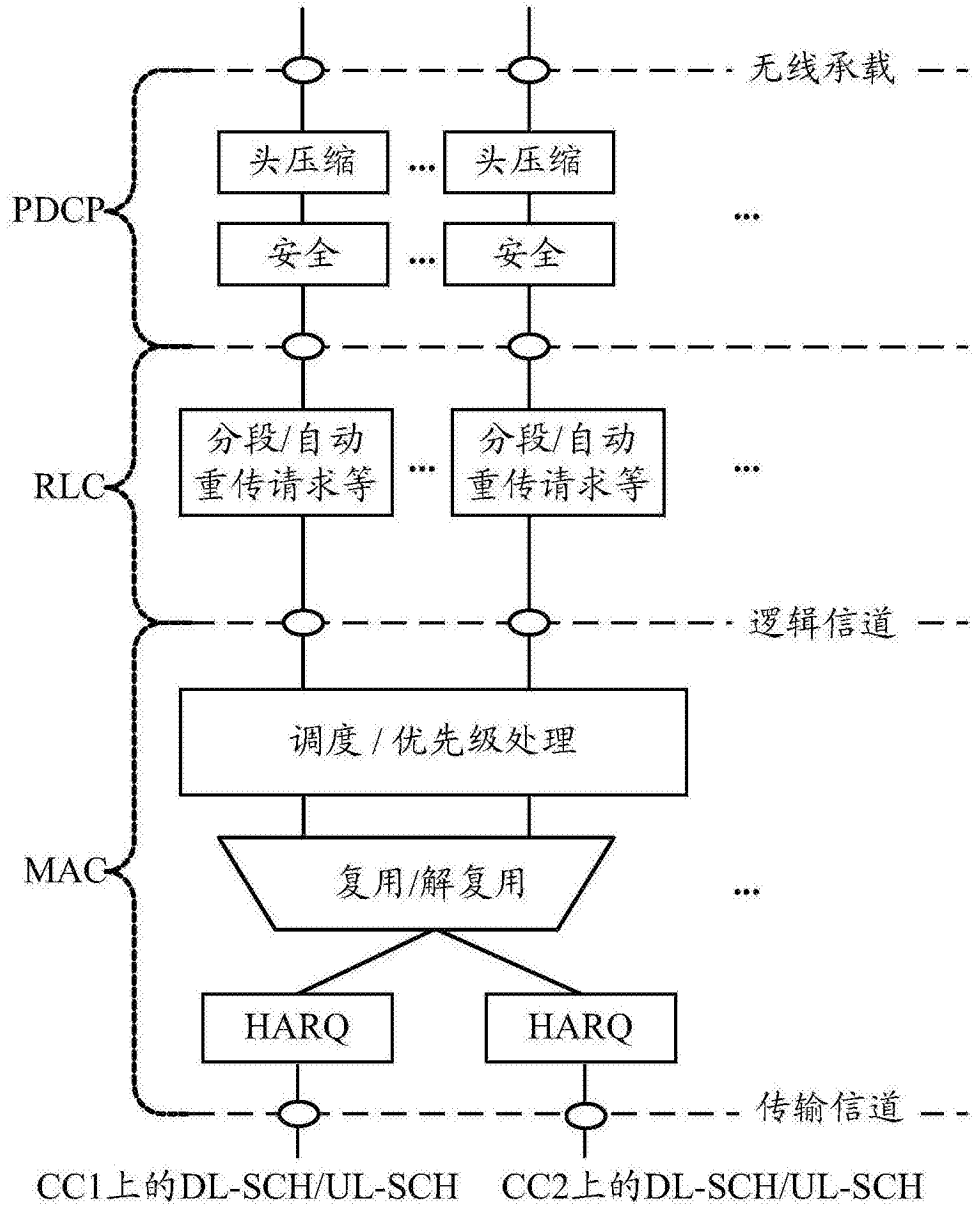 无线承载
头压缩 ... 头压缩
PDCP ...
安全 ... 安全
分段/自动 分段/自动
RLC ... ...
重传请求等 重传请求等
逻辑信道
调度 / 优先级处理
MAC 复用/解复用 ...
HARQ HARQ
传输信道
CC1上的DL-SCH/UL-SCH CC2上的DL-SCH/UL-SCH